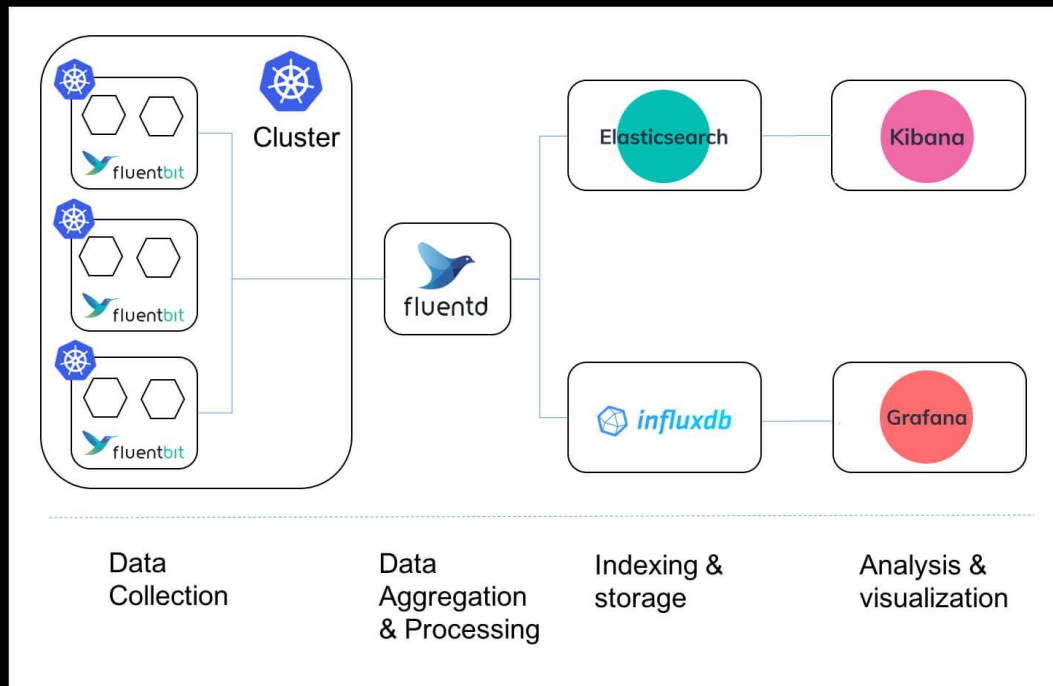 Cluster
fluentbit
fluentbit
fluentbit
fluentd
Elasticsearch
Kibana
influxdb
Grafana
Data
Collection
Data
Aggregation
& Processing
Indexing &
storage
Analysis &
visualization